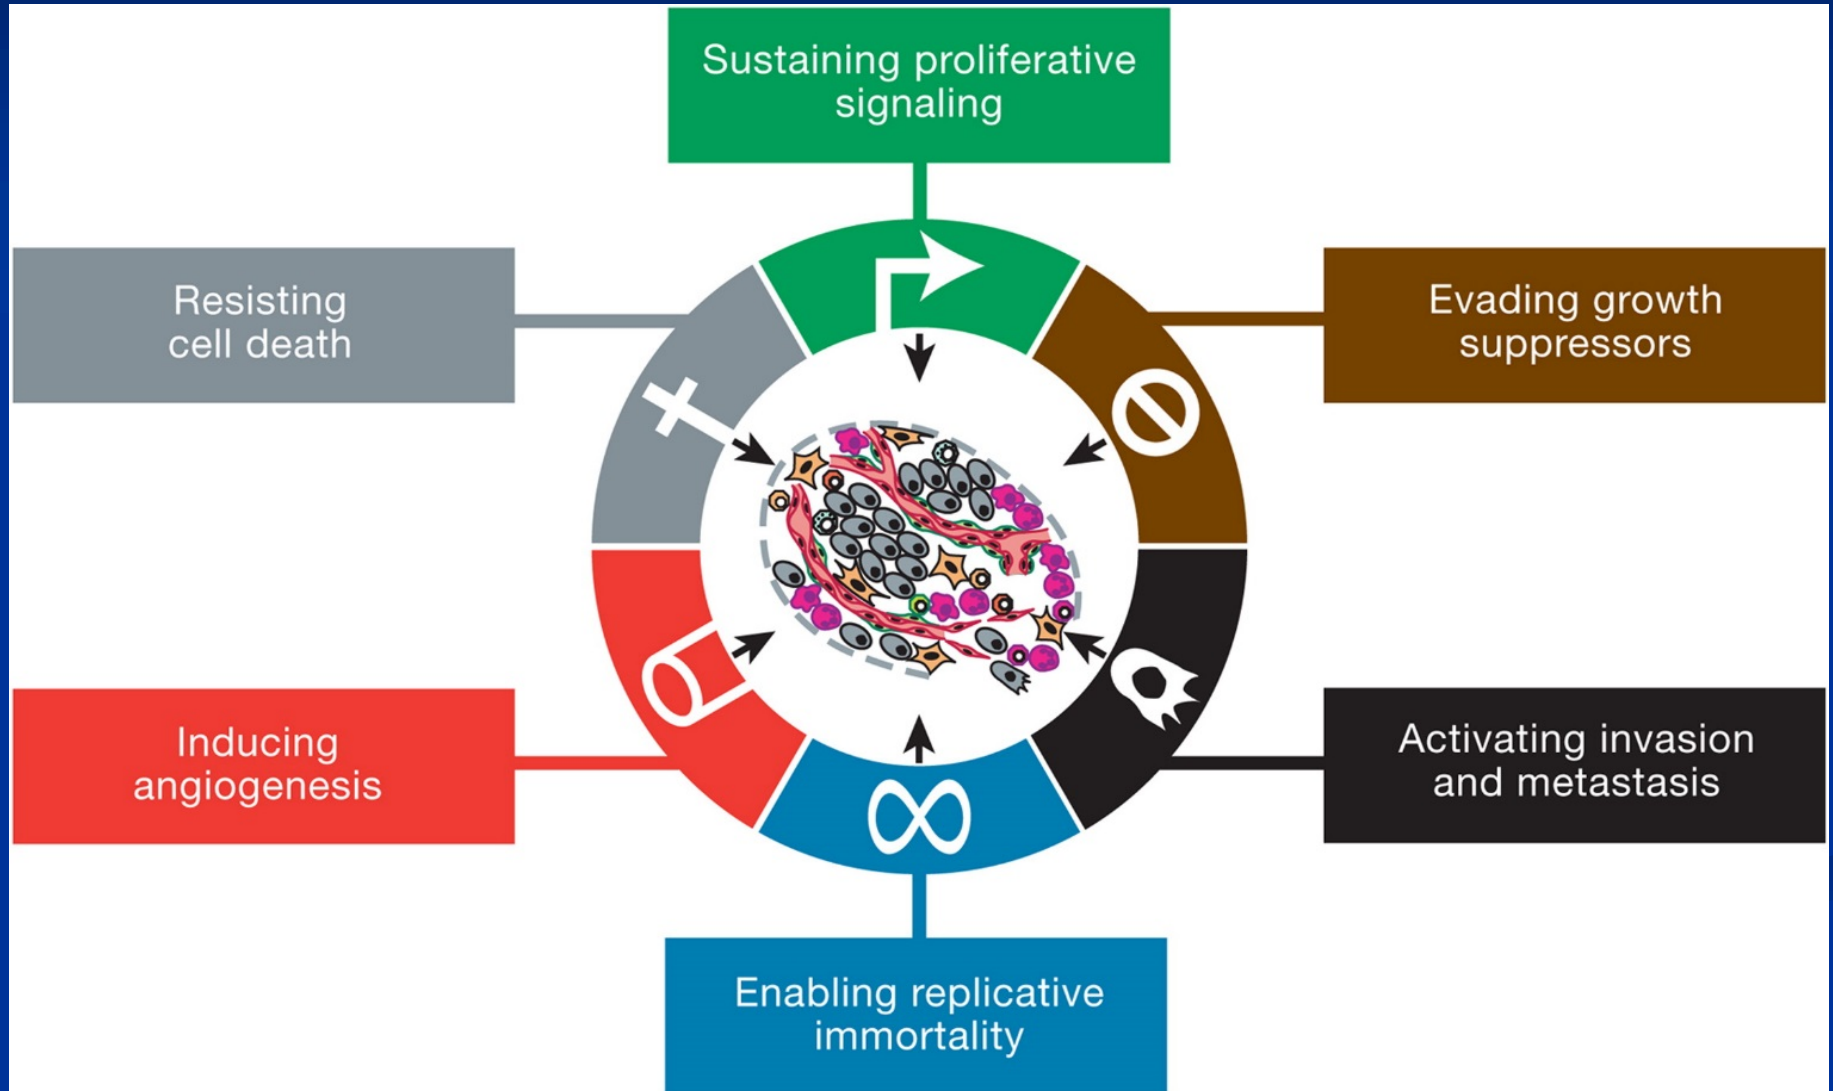 Sustaining proliferative
signaling
Resisting
cell death
Evading growth
suppressors
Inducing
angiogenesis
Activating invasion
and metastasis
Enabling replicative
immortality